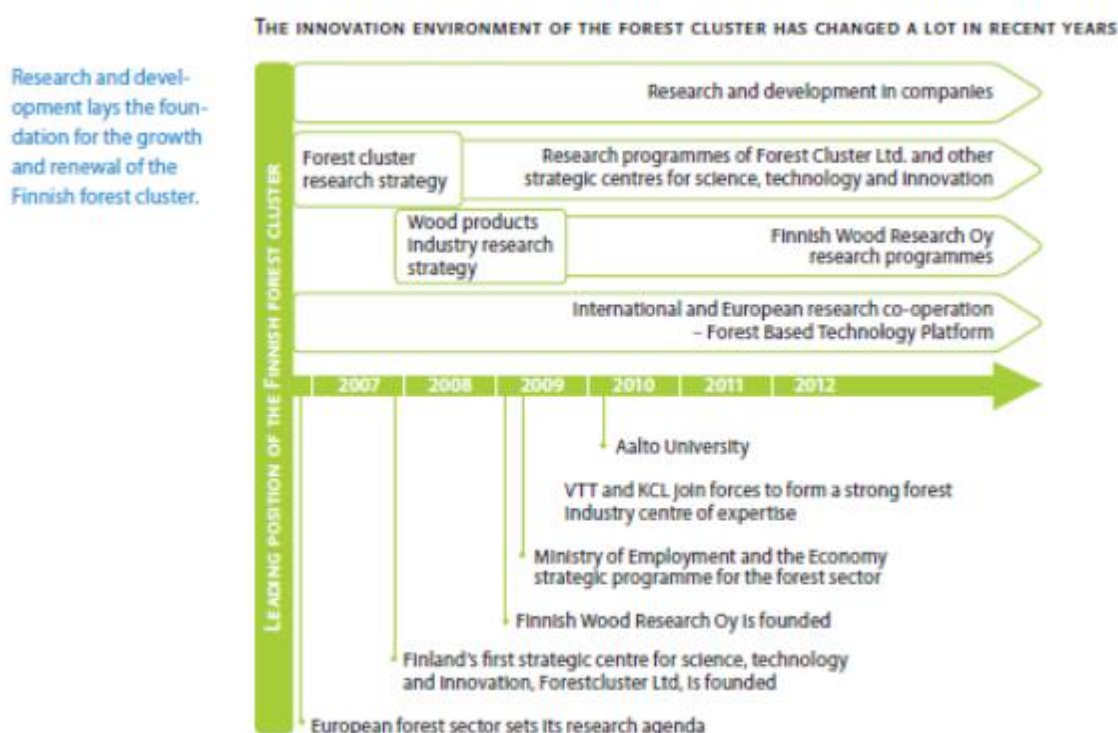 THE INNOVATION ENVIRONMENT OF THE FOREST CLUSTER HAS CHANGED A LOT IN RECENT YEARS
Research and devel-
opment lays the foun-
dation for the growth
and renewal of the
Finnish forest cluster.
LEADING POSITION OF THE FINNISH FOREST CLUSTER
Research and development in companies
Forest cluster
research strategy
Research programmes of Forest Cluster Ltd. and other
strategic centres for science, technology and innovation
Wood products
industry research
strategy
Finnish Wood Research Oy
research programmes
International and European research co-operation
– Forest Based Technology Platform
2007 2008 2009 2010 2011 2012
Aalto University
VTT and KCL join forces to form a strong forest
industry centre of expertise
Ministry of Employment and the Economy
strategic programme for the forest sector
Finnish Wood Research Oy is founded
Finland's first strategic centre for science, technology
and innovation, Forestcluster Ltd, is founded
European forest sector sets its research agenda